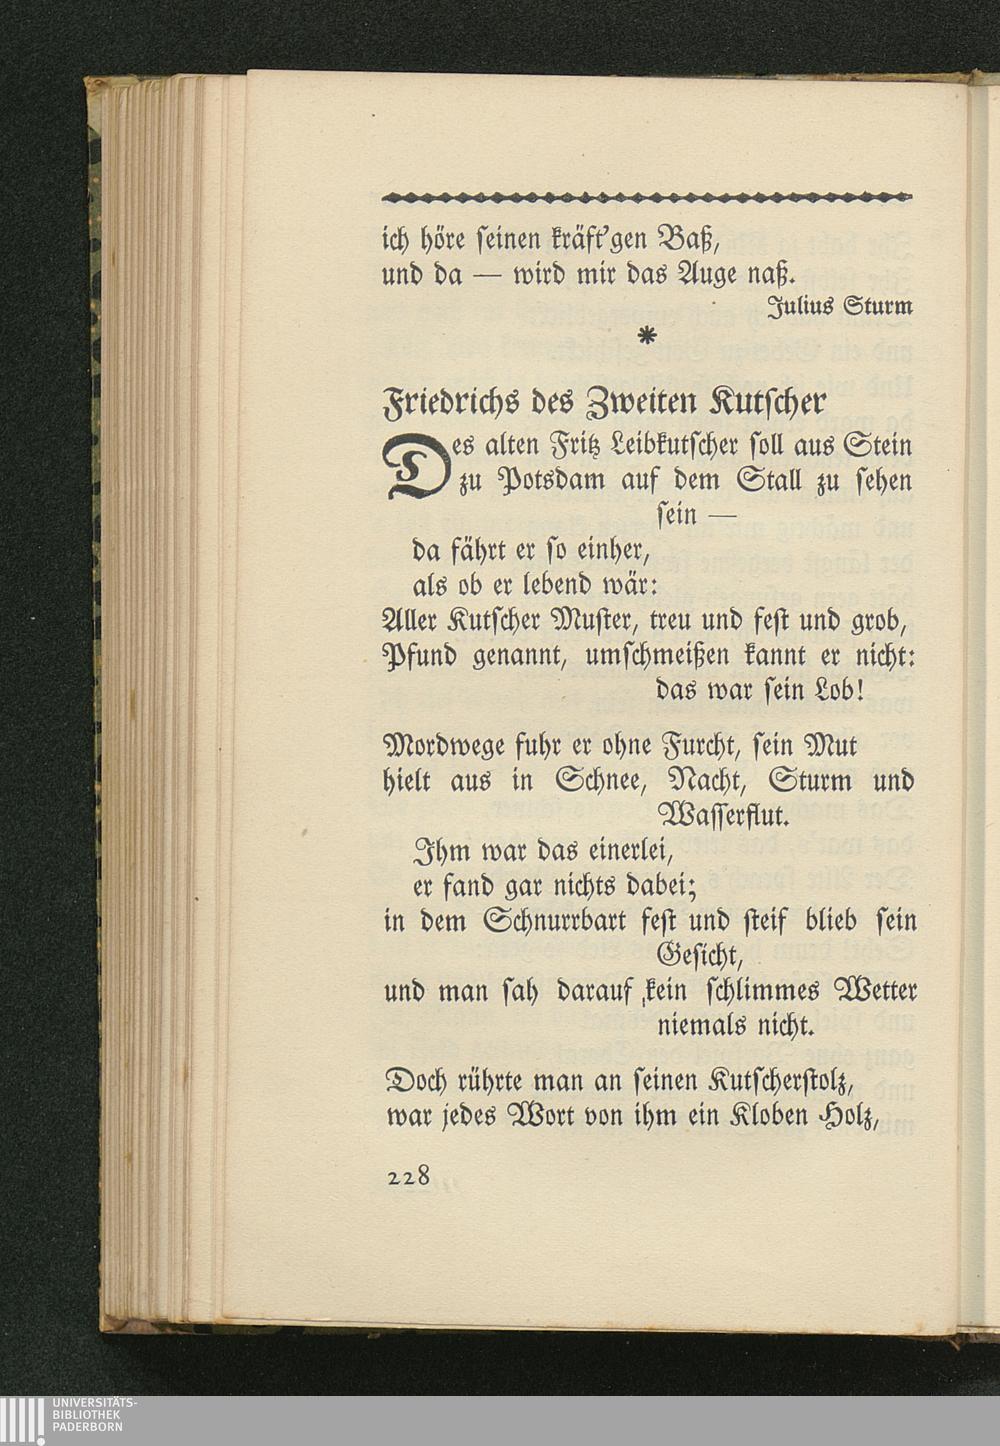 ich höre seinen kräft'gen Baß,
und da — wird mir das Auge naß.
Julius Sturm
*
Friedrichs des Zweiten Kutscher
Des alten Fritz Leibkutscher soll aus Stein
zu Potsdam auf dem Stall zu sehen
sein —
da fährt er so einher,
als ob er lebend wär:
Aller Kutscher Muster, treu und fest und grob,
Pfund genannt, umschmeißen kannt er nicht:
das war sein Lob!
Mordwege fuhr er ohne Furcht, sein Mut
hielt aus in Schnee, Nacht, Sturm und
Wasserflut.
Ihm war das einerlei,
er fand gar nichts dabei;
in dem Schnurrbart fest und steif blieb sein
Gesicht,
und man sah darauf kein schlimmes Wetter
niemals nicht.
Doch rührte man an seinen Kutscherstolz,
war jedes Wort von ihm ein Kloben Holz,
228
UNIVERSITÄTS-
BIBLIOTHEK
PADERBORN